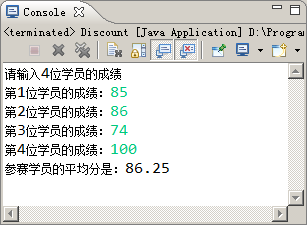 Console
<terminated> Discount [Java Application] D:\Progra
请输入4位学员的成绩
第1位学员的成绩：85
第2位学员的成绩：86
第3位学员的成绩：74
第4位学员的成绩：100
参赛学员的平均分是：86.25